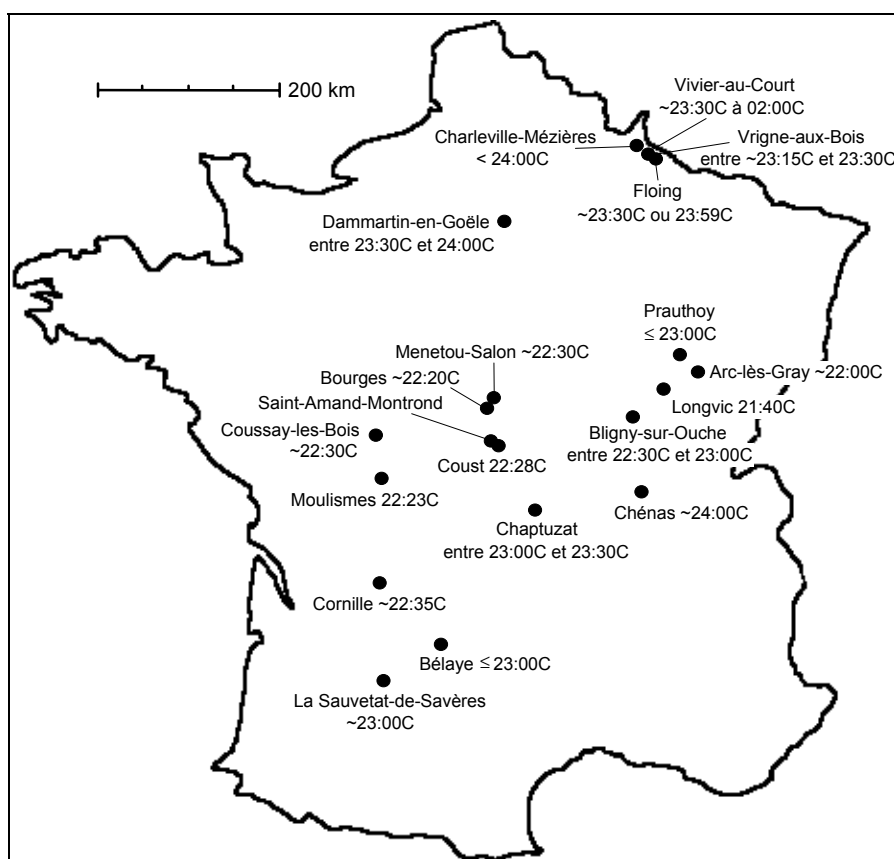 200 km
Vivier-au-Court
~23:30C à 02:00C
Charleville-Mézières
< 24:00C
Vrigne-aux-Bois
entre ~23:15C et 23:30C
Floing
~23:30C ou 23:59C
Dammartin-en-Goële
entre 23:30C et 24:00C
Prauthoy
≤ 23:00C
Menetou-Salon ~22:30C
Arc-lès-Gray ~22:00C
Bourges ~22:20C
Longvic 21:40C
Saint-Amand-Montrond
Coussay-les-Bois
~22:30C
Bligny-sur-Ouche
entre 22:30C et 23:00C
Coust 22:28C
Moulismes 22:23C
Chénas ~24:00C
Chaptuzat
entre 23:00C et 23:30C
Cornille ~22:35C
Bélaye ≤ 23:00C
La Sauvetat-de-Savères
~23:00C